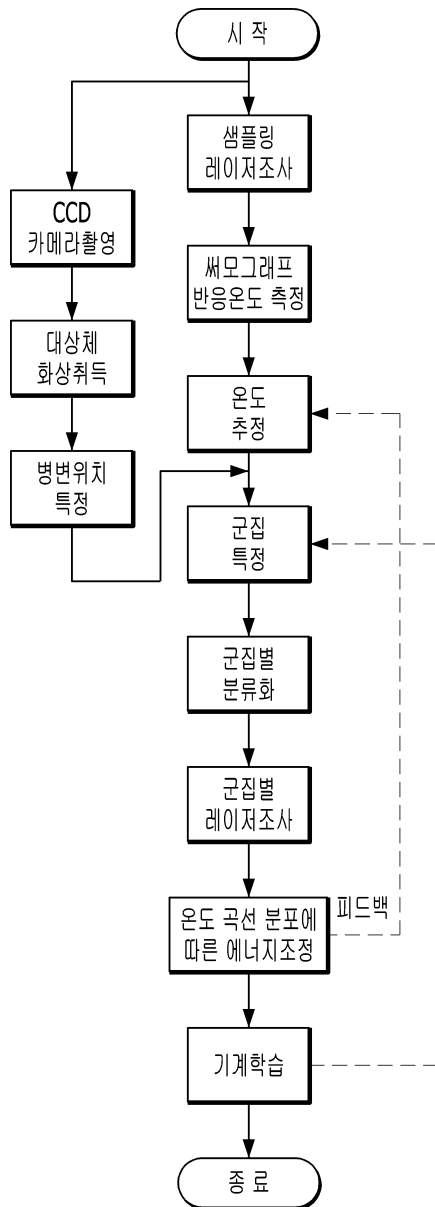 시 작
샘플링
레이저조사
CCD
카메라촬영
써모그래프
반응온도 측정
대상체
화상취득
온도
추정
병변위치
특정
군집
특정
군집별
분류화
군집별
레이저조사
온도 곡선 분포에
따른 에너지조정
피드백
기계학습
종 료